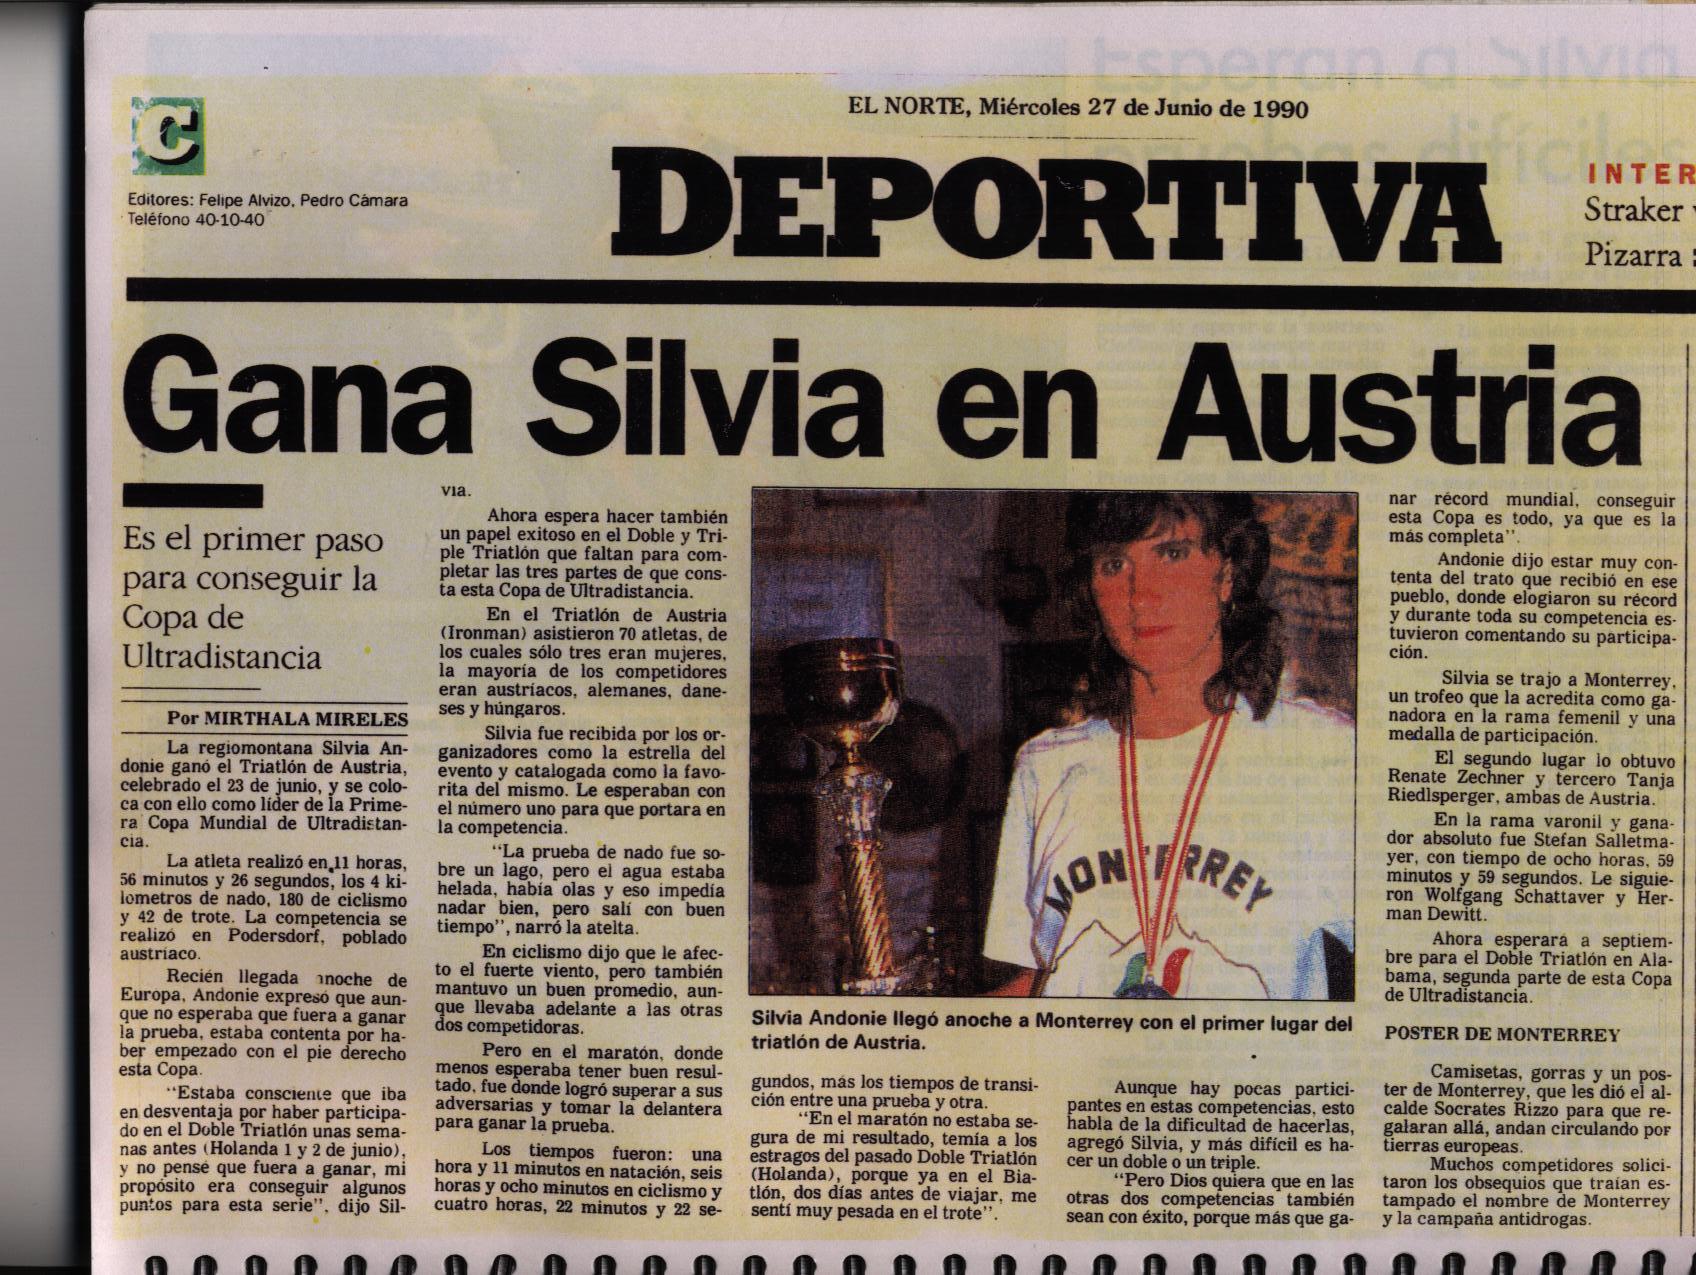 EL NORTE, Miércoles 27 de Junio de 1990
C
Editores: Felipe Alvizo, Pedro Cámara
Teléfono 40-10-40
DEPORTIVA
INTER
Straker
Pizarra
Gana Silvia en Austria
Es el primer paso
para conseguir la
Copa de
Ultradistancia
Por MIRTHALA MIRELES
La regiomontana Silvia An-
donie ganó el Triatlón de Austria,
celebrado el 23 de junio, y se colo-
ca con ello como líder de la Prime-
ra Copa Mundial de Ultradistan-
cia.
La atleta realizó en 11 horas,
56 minutos y 26 segundos, los 4 ki-
lómetros de nado, 180 de ciclismo
y 42 de trote. La competencia se
realizó en Podersdorf, poblado
austríaco.
Recién llegada anoche de
Europa, Andonie expresó que aun-
que no esperaba que fuera a ganar
la prueba, estaba contenta por ha-
ber empezado con el pie derecho
esta Copa.
"Estaba consciente que iba
en desventaja por haber participa-
do en el Doble Triatlón unas sema-
nas antes (Holanda 1 y 2 de junio),
y no pensé que fuera a ganar, mi
propósito era conseguir algunos
puntos para esta serie", dijo Sil-
via.
Ahora espera hacer también
un papel exitoso en el Doble y Tri-
ple Triatlón que faltan para com-
pletar las tres partes de que cons-
ta esta Copa de Ultradistancia.
En el Triatlón de Austria
(Ironman) asistieron 70 atletas, de
los cuales sólo tres eran mujeres,
la mayoría de los competidores
eran austríacos, alemanes, dane-
ses y húngaros.
Silvia fue recibida por los or-
ganizadores como la estrella del
evento y catalogada como la favo-
rita del mismo. Le esperaban con
el número uno para que portara en
la competencia.
"La prueba de nado fue so-
bre un lago, pero el agua estaba
helada, había olas y eso impedía
nadar bien, pero salí con buen
tiempo", narró la atelta.
En ciclismo dijo que le afec-
to el fuerte viento, pero también
mantuvo un buen promedio, aun-
que llevaba adelante a las otras
dos competidoras.
Pero en el maratón, donde
menos esperaba tener buen resul-
tado, fue donde logró superar a sus
adversarias y tomar la delantera
para ganar la prueba.
Los tiempos fueron: una
hora y 11 minutos en natación, seis
horas y ocho minutos en ciclismo y
cuatro horas, 22 minutos y 22 se-
MONTERREY
Silvia Andonie llegó anoche a Monterrey con el primer lugar del
triatlón de Austria.
gundos, más los tiempos de transi-
ción entre una prueba y otra.
"En el maratón no estaba se-
gura de mi resultado, temía a los
estragos del pasado Doble Triatlón
(Holanda), porque ya en el Bia-
tlón, dos días antes de viajar, me
sentí muy pesada en el trote".
Aunque hay pocas partici-
pantes en estas competencias, esto
habla de la dificultad de hacerlas,
agregó Silvia, y más difícil es ha-
cer un doble o un triple.
"Pero Dios quiera que en las
otras dos competencias también
sean con éxito, porque más que ga-
nar récord mundial, conseguir
esta Copa es todo, ya que es la
más completa".
Andonie dijo estar muy con-
tenta del trato que recibió en ese
pueblo, donde elogiaron su récord
y durante toda su competencia es-
tuvieron comentando su participa-
ción.
Silvia se trajo a Monterrey,
un trofeo que la acredita como ga-
nadora en la rama femenil y una
medalla de participación.
El segundo lugar lo obtuvo
Renate Zechner y tercero Tanja
Riedlsperger, ambas de Austria.
En la rama varonil y gana-
dor absoluto fue Stefan Salletma-
yer, con tiempo de ocho horas, 59
minutos y 59 segundos. Le siguie-
ron Wolfgang Schattaver y Her-
man Dewitt.
Ahora esperará a septiem-
bre para el Doble Triatlón en Ala-
bama, segunda parte de esta Copa
de Ultradistancia.
POSTER DE MONTERREY
Camisetas, gorras y un pos-
ter de Monterrey, que les dió el al-
calde Socrates Rizzo para que re-
galaran allá, andan circulando por
tierras europeas.
Muchos competidores solici-
taron los obsequios que traían es-
tampado el nombre de Monterrey
y la campaña antidrogas.